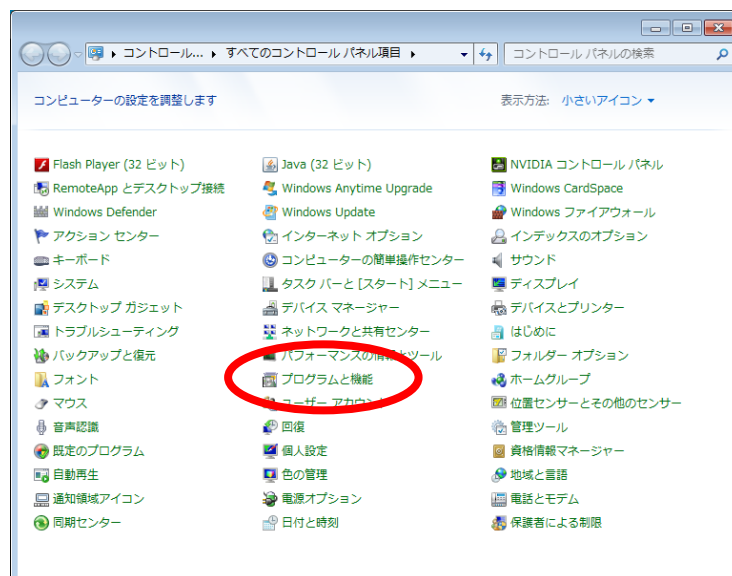 コントロール... すべてのコントロール パネル項目 コントロール パネルの検索
コンピューターの設定を調整します 表示方法: 小さいアイコン
Flash Player (32 ビット) Java (32 ビット) NVIDIA コントロール パネル
RemoteApp とデスクトップ接続 Windows Anytime Upgrade Windows CardSpace
Windows Defender Windows Update Windows ファイアウォール
アクション センター インターネット オプション インデックスのオプション
キーボード コンピューターの簡単操作センター サウンド
システム タスク バーと [スタート] メニュー ディスプレイ
デスクトップ ガジェット デバイス マネージャー デバイスとプリンター
トラブルシューティング ネットワークと共有センター はじめに
バックアップと復元 パフォーマンスの情報とツール フォルダー オプション
フォント プログラムと機能 ホームグループ
マウス ユーザー アカウント 位置センサーとその他のセンサー
音声認識 回復 管理ツール
既定のプログラム 個人設定 資格情報マネージャー
自動再生 色の管理 地域と言語
通知領域アイコン 電源オプション 電話とモデム
同期センター 日付と時刻 保護者による制限